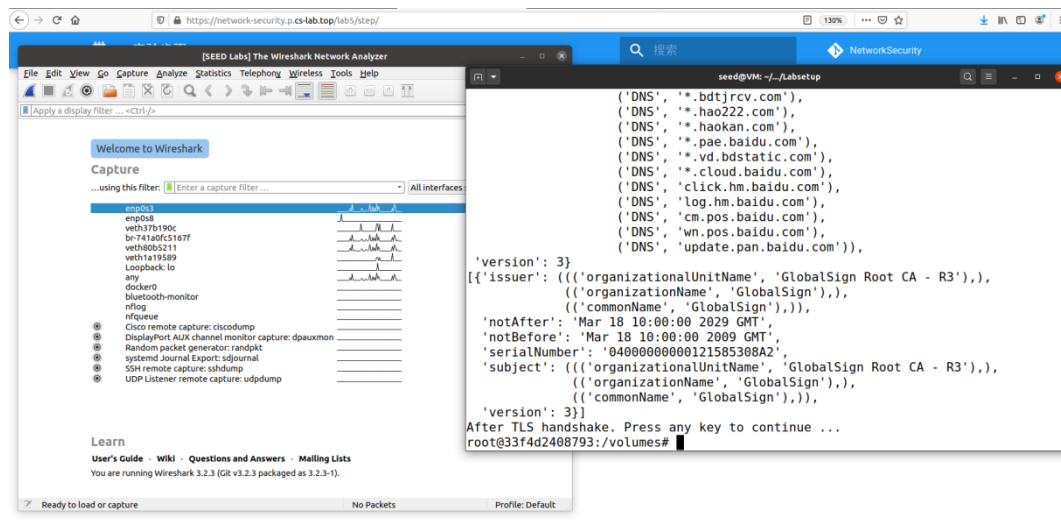 https://network-security.p.cs-lab.top/lab5/step/
130%
搜索
NetworkSecurity
[SEED Labs] The Wireshark Network Analyzer
File Edit View Go Capture Analyze Statistics Telephony Wireless Tools Help
Apply a display filter ... <Ctrl-/>
Welcome to Wireshark
Capture
...using this filter: Enter a capture filter ...
All interfaces
enp0s3
enp0s8
veth37b190c
br-741a0fc5167f
veth80b5211
veth1a19589
Loopback: lo
any
docker0
bluetooth-monitor
nflog
nfqueue
Cisco remote capture: ciscodump
DisplayPort AUX channel monitor capture: dpauxmon
Random packet generator: randpkt
systemd Journal Export: sdjournal
SSH remote capture: sshdump
UDP Listener remote capture: udpdump
Learn
User's Guide · Wiki · Questions and Answers · Mailing Lists
You are running Wireshark 3.2.3 (Git v3.2.3 packaged as 3.2.3-1).
Ready to load or capture
No Packets
Profile: Default
seed@VM: ~/.../Labsetup
('DNS', '*.bdtjrcv.com'),
('DNS', '*.hao222.com'),
('DNS', '*.haokan.com'),
('DNS', '*.pae.baidu.com'),
('DNS', '*.vd.bdstatic.com'),
('DNS', '*.cloud.baidu.com'),
('DNS', 'click.hm.baidu.com'),
('DNS', 'log.hm.baidu.com'),
('DNS', 'cm.pos.baidu.com'),
('DNS', 'wn.pos.baidu.com'),
('DNS', 'update.pan.baidu.com')),
'version': 3}
[{'issuer': ((('organizationalUnitName', 'GlobalSign Root CA - R3'),),
(('organizationName', 'GlobalSign'),),
(('commonName', 'GlobalSign'),)),
'notAfter': 'Mar 18 10:00:00 2029 GMT',
'notBefore': 'Mar 18 10:00:00 2009 GMT',
'serialNumber': '04000000000121585308A2',
'subject': ((('organizationalUnitName', 'GlobalSign Root CA - R3'),),
(('organizationName', 'GlobalSign'),),
(('commonName', 'GlobalSign'),)),
'version': 3}]
After TLS handshake. Press any key to continue ...
root@33f4d2408793:/volumes#